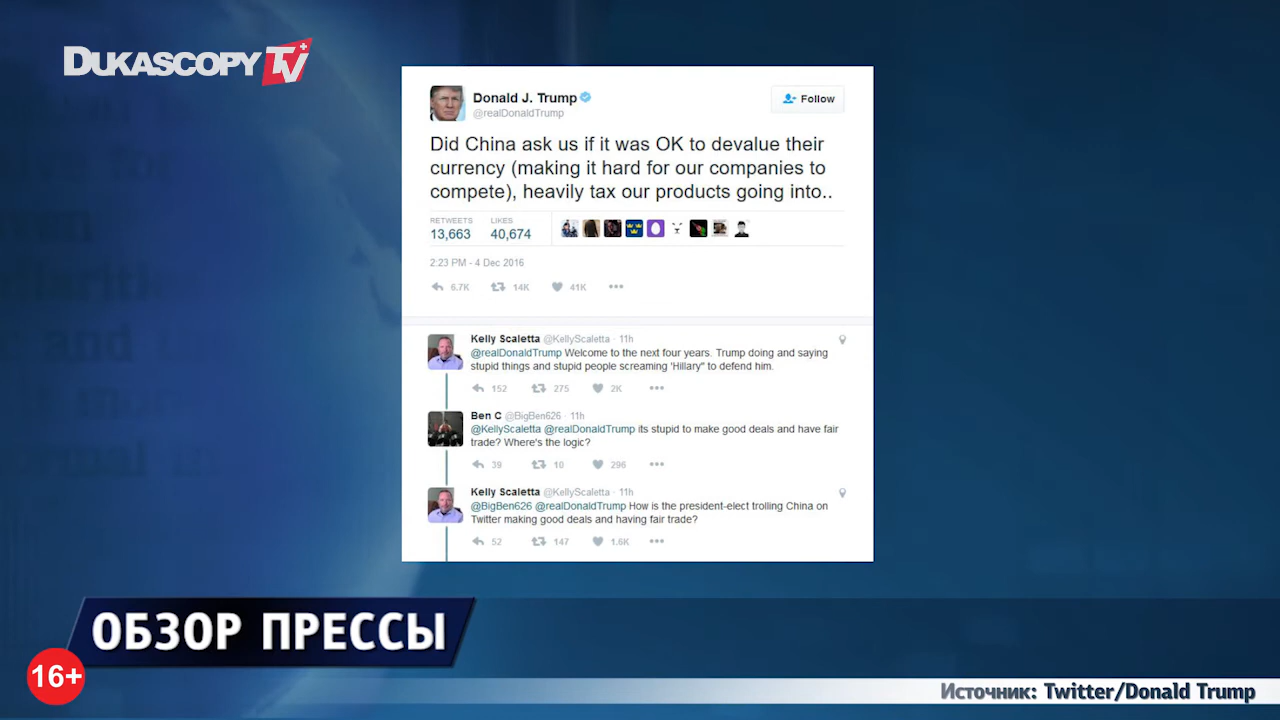 DUKASCOPY TV
Donald J. Trump
@realDonaldTrump
Follow
Did China ask us if it was OK to devalue their
currency (making it hard for our companies to
compete), heavily tax our products going into..
RETWEETS
13,663
LIKES
40,674
2:23 PM - 4 Dec 2016
6.7K 14K 41K
Kelly Scaletta @KellyScaletta · 11h
@realDonaldTrump Welcome to the next four years. Trump doing and saying
stupid things and stupid people screaming 'Hillary" to defend him.
152 275 2K
Ben C @BigBen626 · 11h
@KellyScaletta @realDonaldTrump its stupid to make good deals and have fair
trade? Where's the logic?
39 10 296
Kelly Scaletta @KellyScaletta · 11h
@BigBen626 @realDonaldTrump How is the president-elect trolling China on
Twitter making good deals and having fair trade?
52 147 1.6K
ОБЗОР ПРЕССЫ
16+
Источник: Twitter/Donald Trump